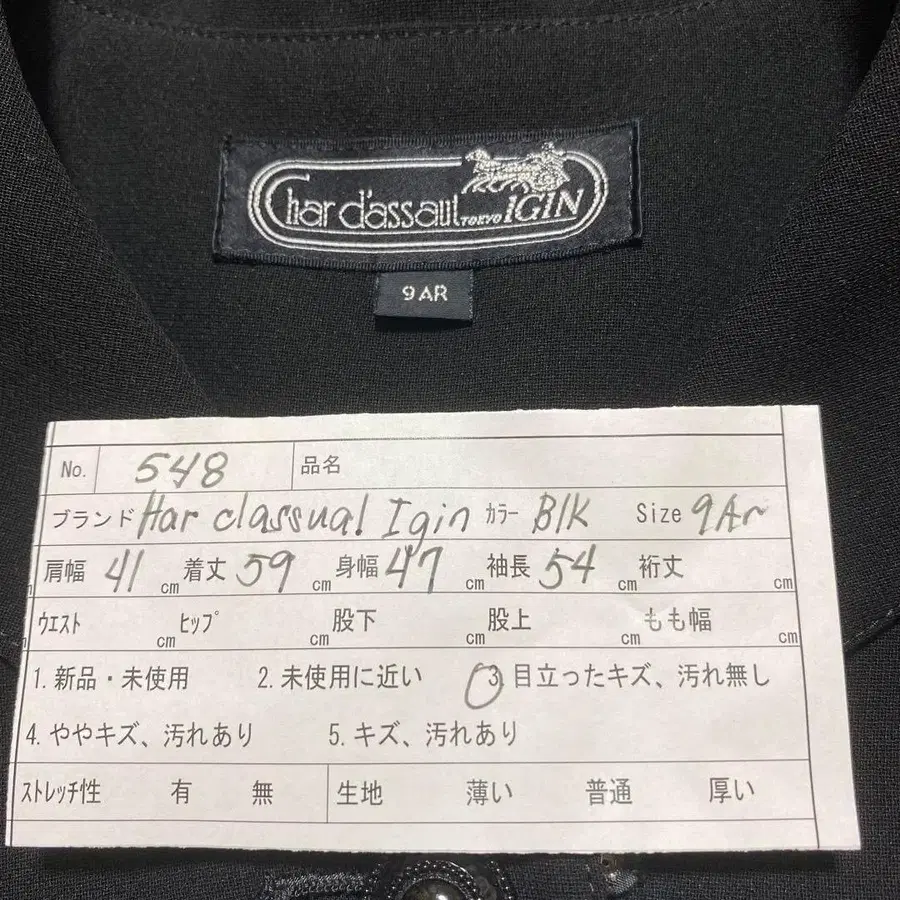 Char d'assaut TOKYO IGIN
9AR
No. 548 品名
ブランド Har classual Igin カラー Blk Size 9Ar
肩幅 41 cm 着丈 59 cm 身幅 47 cm 袖長 54 cm 裄丈 cm
ウエスト cm ヒップ cm 股下 cm 股上 cm もも幅 cm
1. 新品・未使用 2. 未使用に近い 3. 目立ったキズ、汚れ無し
4. ややキズ、汚れあり 5. キズ、汚れあり
ストレッチ性 有 無 生地 薄い 普通 厚い